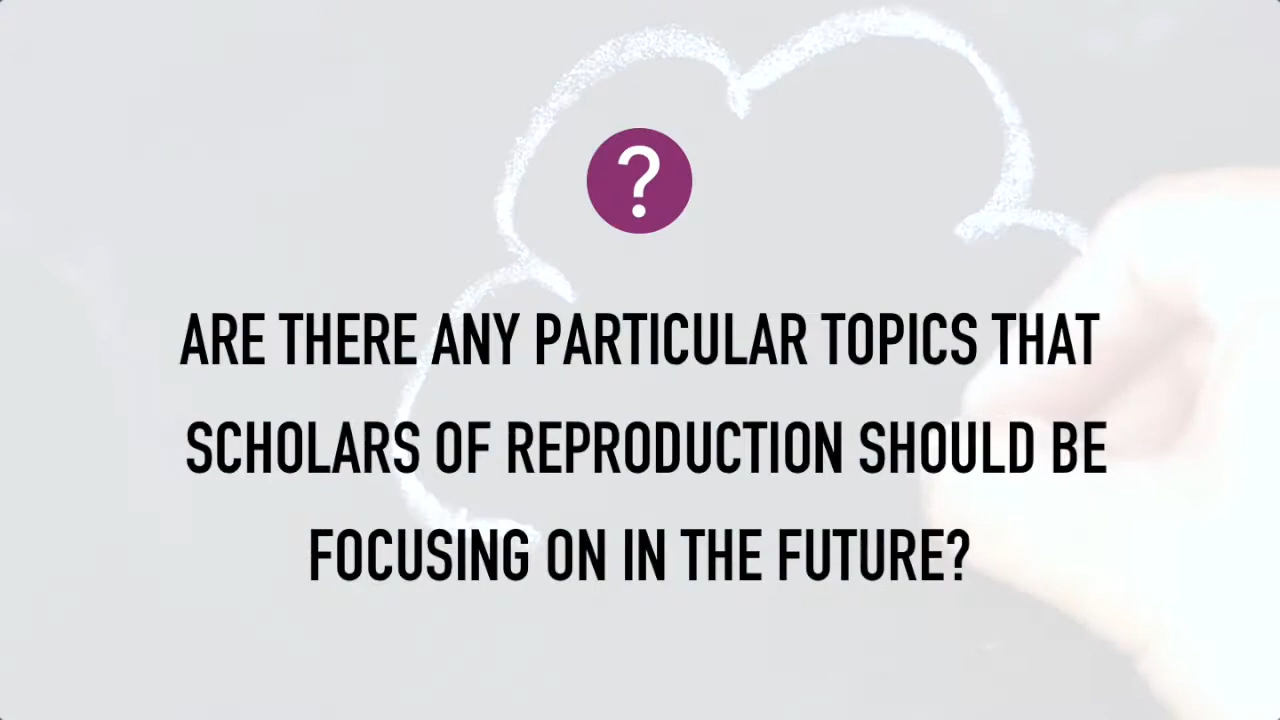 ?
ARE THERE ANY PARTICULAR TOPICS THAT
SCHOLARS OF REPRODUCTION SHOULD BE
FOCUSING ON IN THE FUTURE?